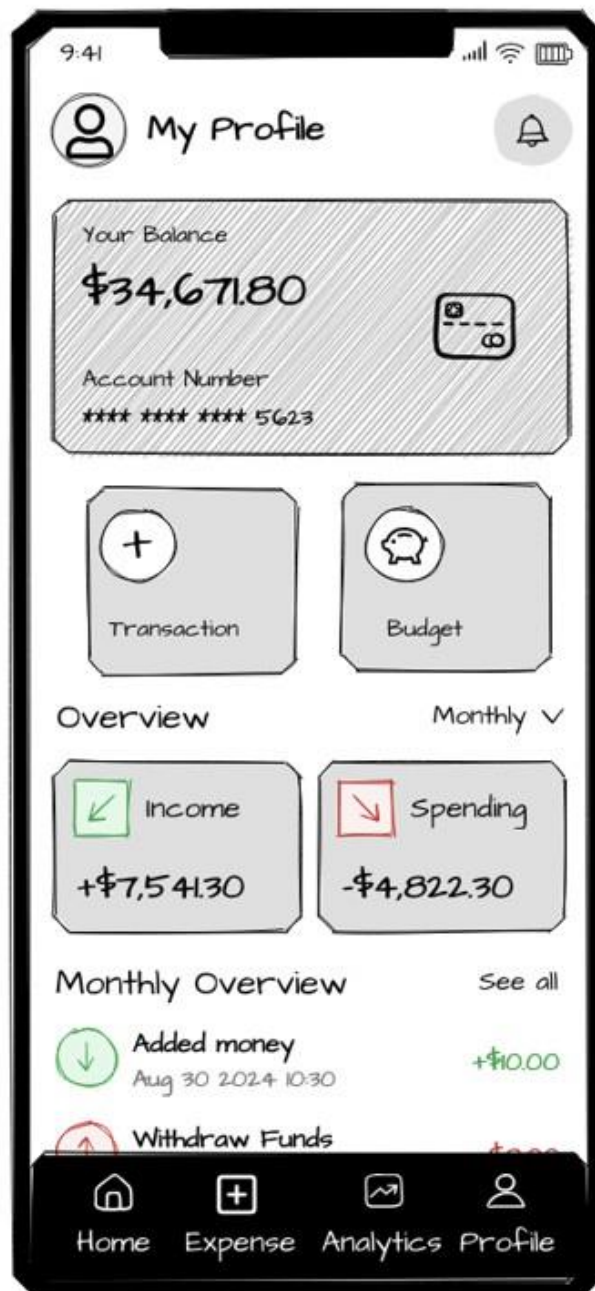 9:41
My Profile
Your Balance
$34,671.80
Account Number
**** **** **** 5623
Transaction
Budget
Overview
Monthly
Income
Spending
+$7,541.30
-$4,822.30
Monthly Overview
See all
Added money
+$10.00
Aug 30 2024 10:30
Withdraw Funds
Home
Expense
Analytics
Profile